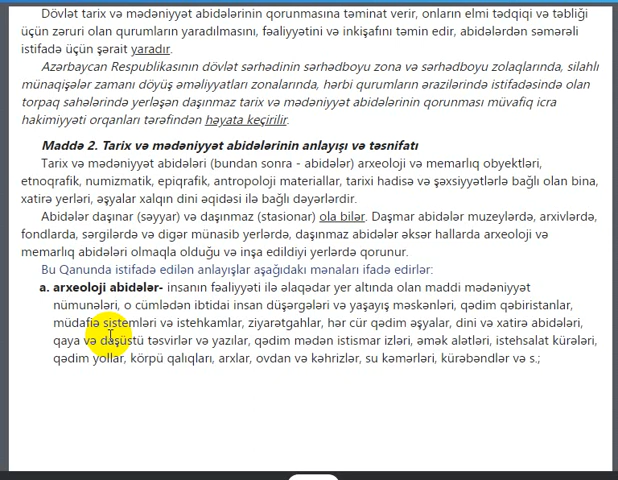 Dövlət tarix və mədəniyyət abidələrinin qorunmasına təminat verir, onların elmi tədqiqi və təbliği
üçün zəruri olan qurumların yaradılmasını, fəaliyyətini və inkişafını təmin edir, abidələrdən səmərəli
istifadə üçün şərait yaradır.
Azərbaycan Respublikasının dövlət sərhədinin sərhədboyu zona və sərhədboyu zolaqlarında, silahlı
münaqişələr zamanı döyüş əməliyyatları zonalarında, hərbi qurumların ərazilərində istifadəsində olan
torpaq sahələrində yerləşən daşınmaz tarix və mədəniyyət abidələrinin qorunması müvafiq icra
hakimiyyəti orqanları tərəfindən həyata keçirilir.
Maddə 2. Tarix və mədəniyyət abidələrinin anlayışı və təsnifatı
Tarix və mədəniyyət abidələri (bundan sonra - abidələr) arxeoloji və memarlıq obyektləri,
etnoqrafik, numizmatik, epiqrafik, antropoloji materiallar, tarixi hadisə və şəxsiyyətlərlə bağlı olan bina,
xatirə yerləri, əşyalar xalqın dini əqidəsi ilə bağlı dəyərlərdir.
Abidələr daşınar (səyyar) və daşınmaz (stasionar) ola bilər. Daşınar abidələr muzeylərdə, arxivlərdə,
fondlarda, sərgilərdə və digər münasib yerlərdə, daşınmaz abidələr əksər hallarda arxeoloji və
memarlıq abidələri olmaqla olduğu və inşa edildiyi yerlərdə qorunur.
Bu Qanunda istifadə edilən anlayışlar aşağıdakı mənaları ifadə edirlər:
a. arxeoloji abidələr- insanın fəaliyyəti ilə əlaqədar yer altında olan maddi mədəniyyət
nümunələri, o cümlədən ibtidai insan düşərgələri və yaşayış məskənləri, qədim qəbiristanlar,
müdafiə sistemləri və istehkamlar, ziyarətgahlar, hər cür qədim əşyalar, dini və xatirə abidələri,
qaya və daşüstü təsvirlər və yazılar, qədim mədən istismar izləri, əmək alətləri, istehsalat kürələri,
qədim yollar, körpü qalıqları, arxlar, ovdan və kəhrizlər, su kəmərləri, kürəbəndlər və s.;